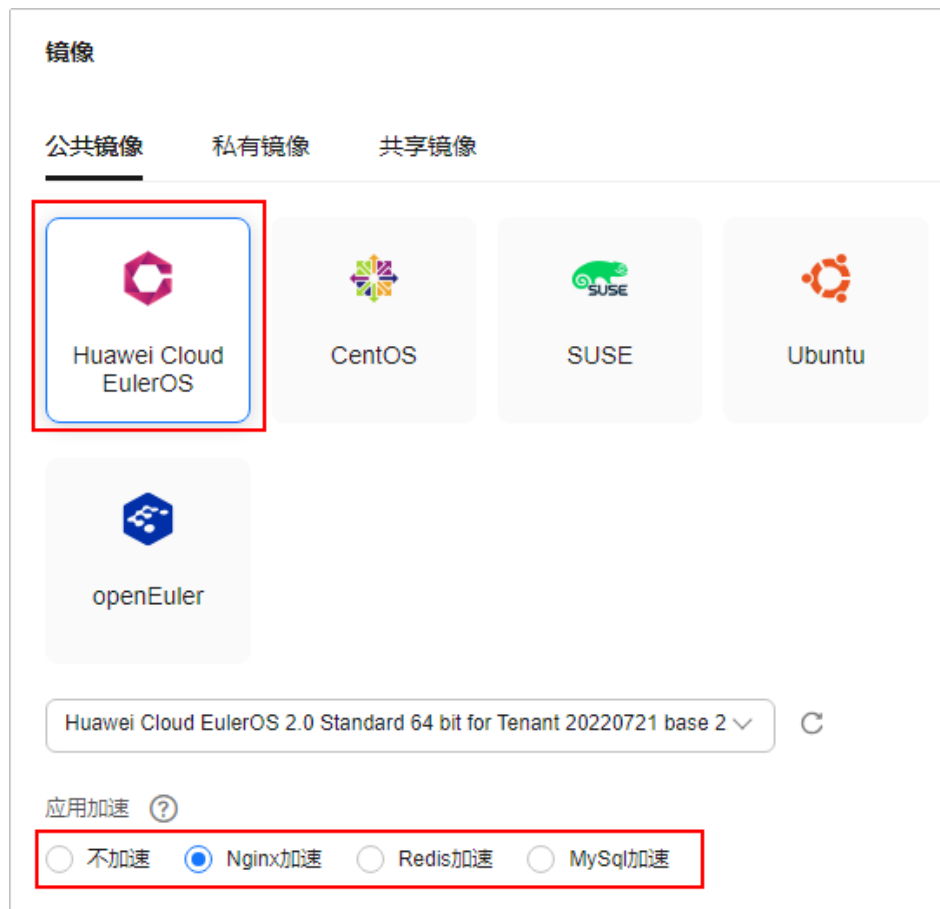 镜像
公共镜像 私有镜像 共享镜像
Huawei Cloud
EulerOS
CentOS
SUSE
SUSE
Ubuntu
openEuler
Huawei Cloud EulerOS 2.0 Standard 64 bit for Tenant 20220721 base 2
应用加速 ?
不加速 Nginx加速 Redis加速 MySql加速